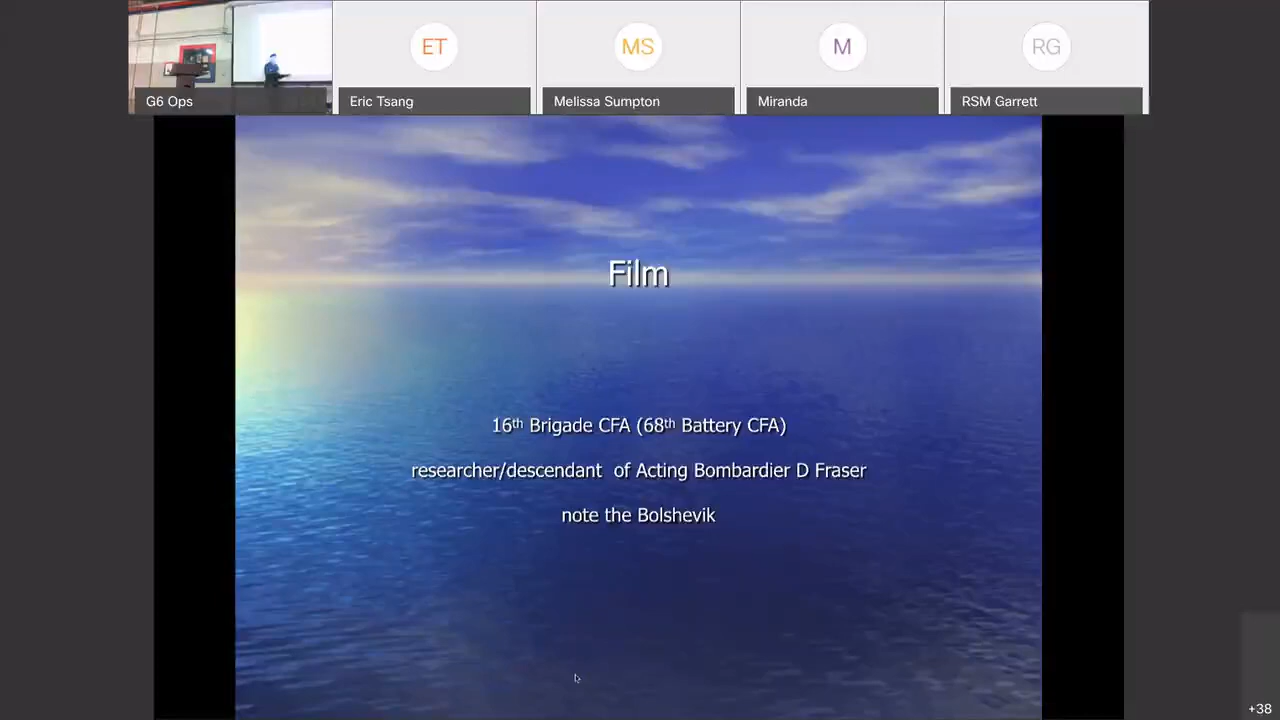 ET
MS
M
RG
G6 Ops
Eric Tsang
Melissa Sumpton
Miranda
RSM Garrett
Film
16th Brigade CFA (68th Battery CFA)
researcher/descendant of Acting Bombardier D Fraser
note the Bolshevik
+38